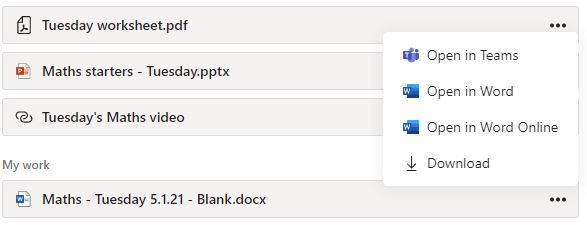 Tuesday worksheet.pdf
Open in Teams
Maths starters - Tuesday.pptx
Open in Word
Tuesday's Maths video
Open in Word Online
My work
Download
Maths - Tuesday 5.1.21 - Blank.docx